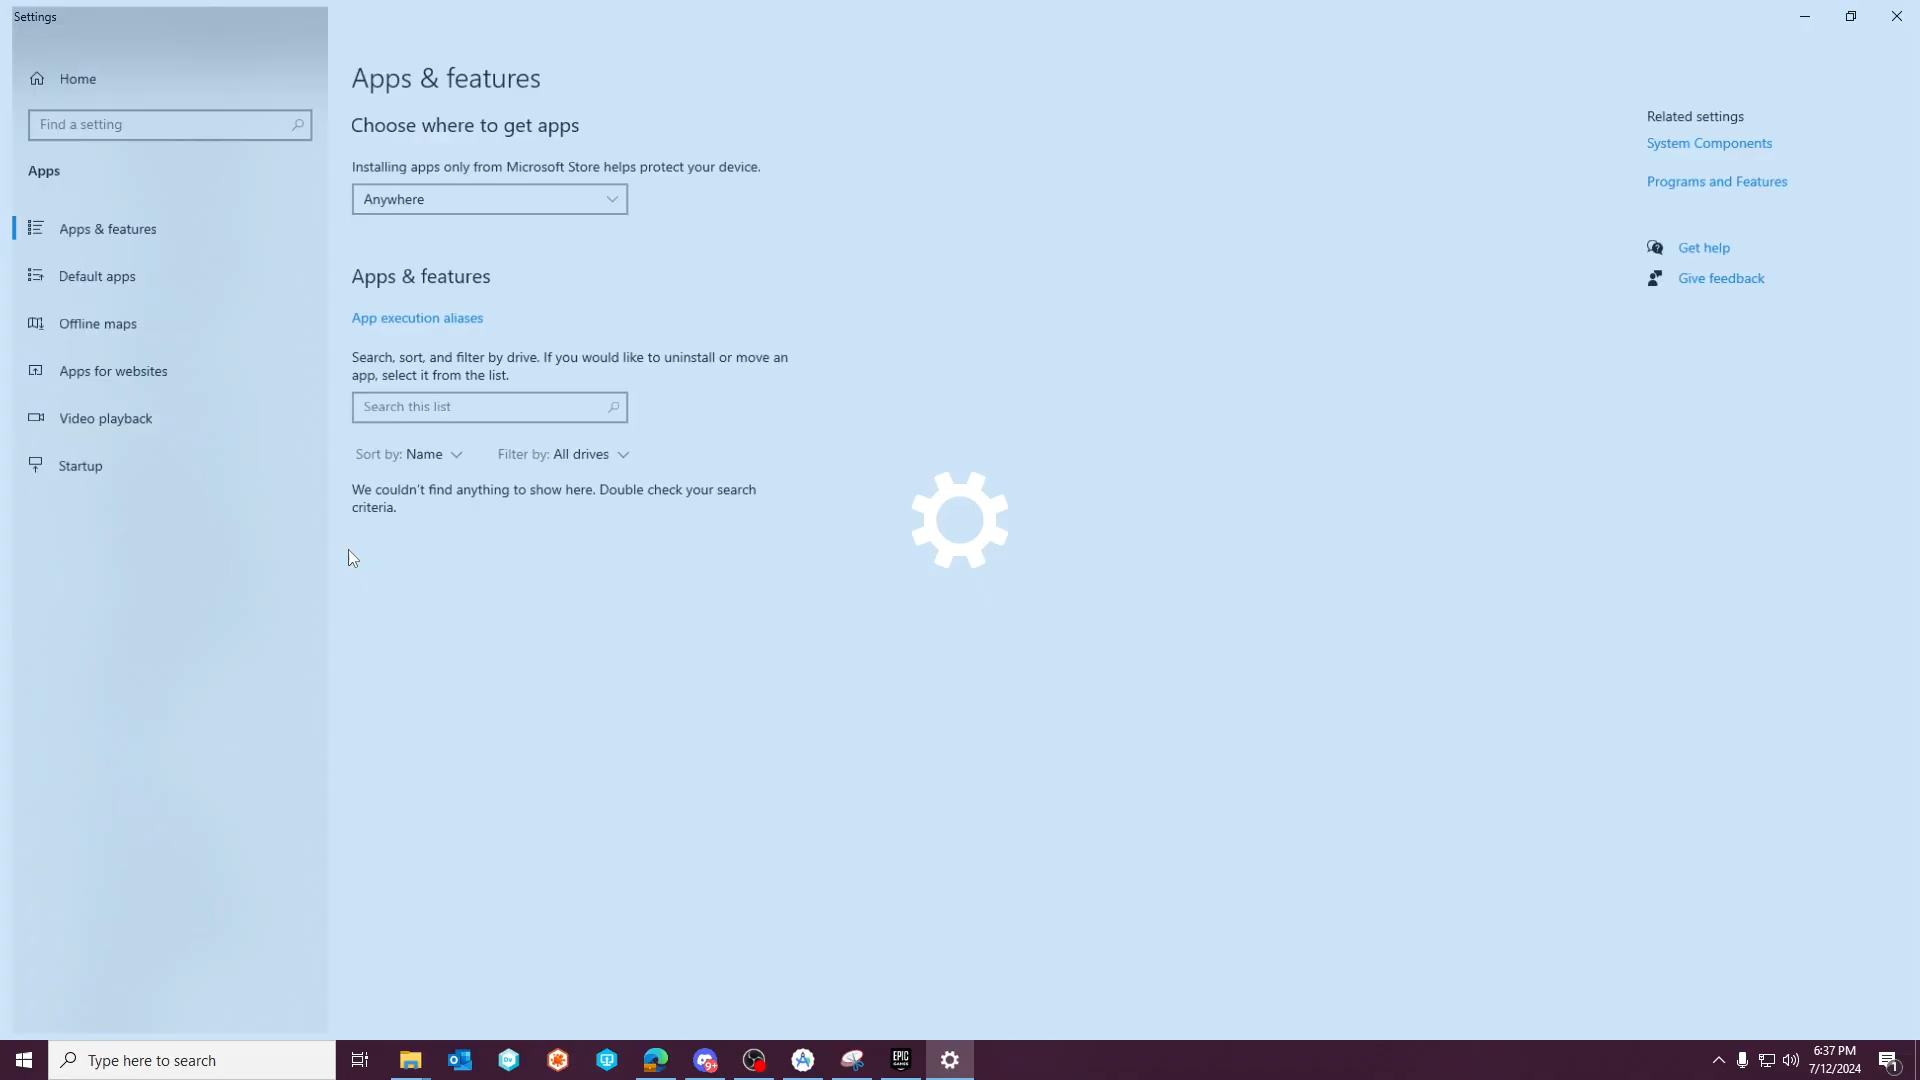 Settings
Home
Find a setting
Apps
Apps & features
Default apps
Offline maps
Apps for websites
Video playback
Startup
Apps & features
Choose where to get apps
Installing apps only from Microsoft Store helps protect your device.
Anywhere
Apps & features
App execution aliases
Search, sort, and filter by drive. If you would like to uninstall or move an
app, select it from the list.
Search this list
Sort by: Name
Filter by: All drives
We couldn't find anything to show here. Double check your search
criteria.
Related settings
System Components
Programs and Features
Get help
Give feedback
Type here to search
Dv
9+
EPIC
GAMES
6:37 PM
7/12/2024
1